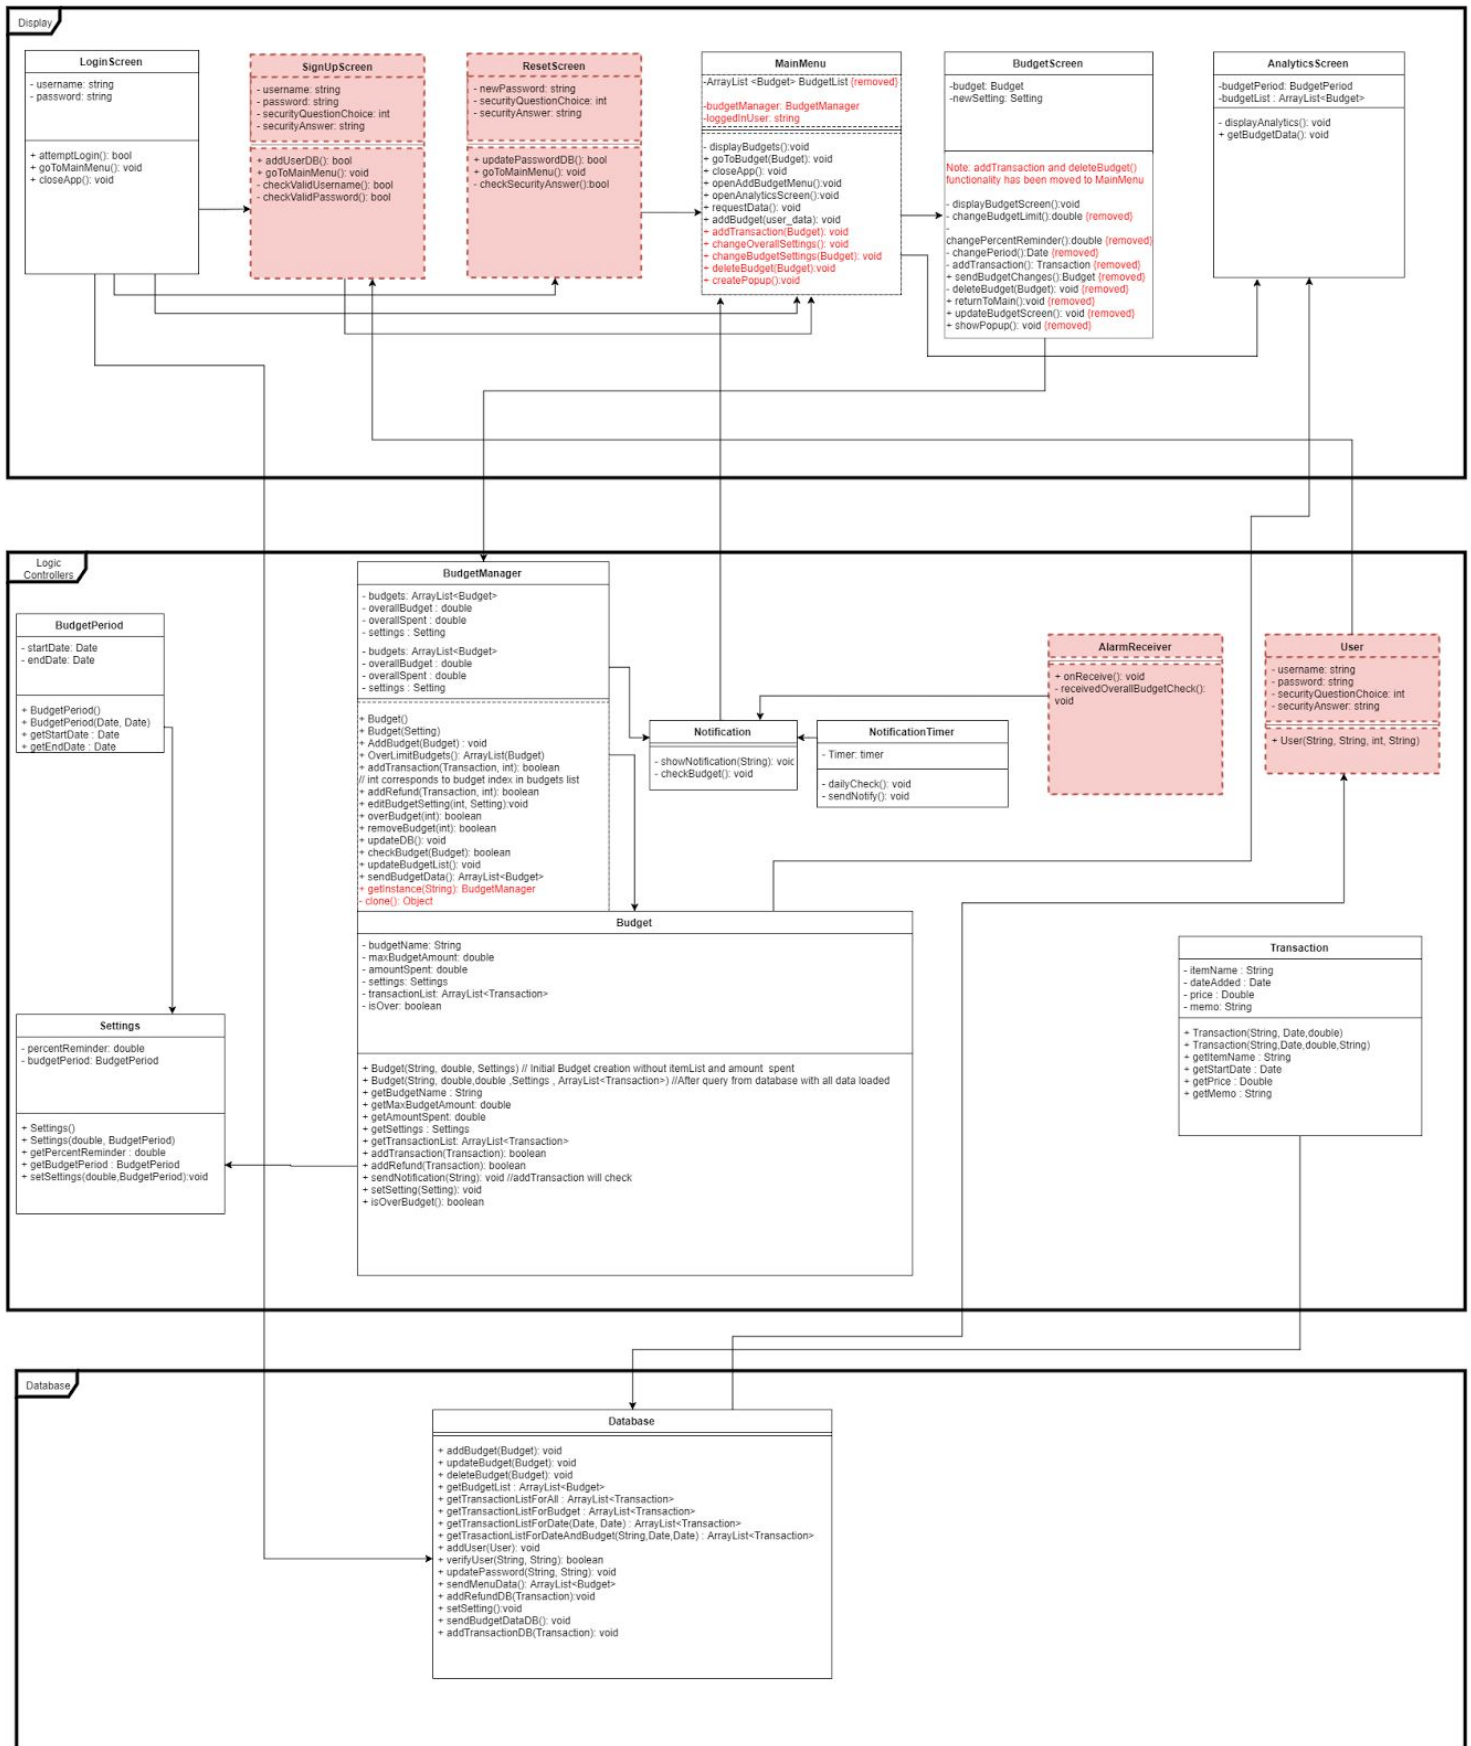 Display
LoginScreen
- username: string
- password: string
+ attemptLogin(): bool
+ goToMainMenu(): void
+ closeApp(): void
SignUpScreen
- username: string
- password: string
- securityQuestionChoice: int
- securityAnswer: string
+ addUserDB(): bool
+ goToMainMenu(): void
- checkValidUsername(): bool
- checkValidPassword(): bool
ResetScreen
- newPassword: string
- securityQuestionChoice: int
- securityAnswer: string
+ updatePasswordDB(): bool
+ goToMainMenu(): void
- checkSecurityAnswer():bool
MainMenu
-ArrayList <Budget> BudgetList {removed}
-budgetManager: BudgetManager
-loggedInUser: string
- displayBudgets():void
+ goToBudget(Budget): void
+ closeApp(): void
+ openAddBudgetMenu():void
+ openAnalyticsScreen():void
+ requestData(): void
+ addBudget(user_data): void
+ addTransaction(Budget): void
+ changeOverallSettings(): void
+ changeBudgetSettings(Budget): void
+ deleteBudget(Budget):void
+ createPopup():void
BudgetScreen
-budget: Budget
-newSetting: Setting
Note: addTransaction and deleteBudget()
functionality has been moved to MainMenu
- displayBudgetScreen():void
- changeBudgetLimit():double {removed}
-
changePercentReminder():double {removed}
- changePeriod():Date {removed}
- addTransaction(): Transaction {removed}
+ sendBudgetChanges():Budget {removed}
- deleteBudget(Budget): void {removed}
+ returnToMain():void {removed}
+ updateBudgetScreen(): void {removed}
+ showPopup(): void {removed}
AnalyticsScreen
-budgetPeriod: BudgetPeriod
-budgetList : ArrayList<Budget>
- displayAnalytics(): void
+ getBudgetData(): void
Logic
Controllers
BudgetPeriod
- startDate: Date
- endDate: Date
+ BudgetPeriod()
+ BudgetPeriod(Date, Date)
+ getStartDate : Date
+ getEndDate : Date
BudgetManager
- budgets: ArrayList<Budget>
- overallBudget : double
- overallSpent : double
- settings : Setting
- budgets: ArrayList<Budget>
- overallBudget : double
- overallSpent : double
- settings : Setting
+ Budget()
+ Budget(Setting)
+ AddBudget(Budget) : void
+ OverLimitBudgets(): ArrayList(Budget)
+ addTransaction(Transaction, int): boolean
// int corresponds to budget index in budgets list
+ addRefund(Transaction, int): boolean
+ editBudgetSetting(int, Setting):void
+ overBudget(int): boolean
+ removeBudget(int): boolean
+ updateDB(): void
+ checkBudget(Budget): boolean
+ updateBudgetList(): void
+ sendBudgetData(): ArrayList<Budget>
+ getInstance(String): BudgetManager
- clone(): Object
Notification
- showNotification(String): voic
- checkBudget(): void
NotificationTimer
- Timer: timer
- dailyCheck(): void
- sendNotify(): void
AlarmReceiver
+ onReceive(): void
- receivedOverallBudgetCheck():
void
User
- username: string
- password: string
- securityQuestionChoice: int
- securityAnswer: string
+ User(String, String, int, String)
Budget
- budgetName: String
- maxBudgetAmount: double
- amountSpent: double
- settings: Settings
- transactionList: ArrayList<Transaction>
- isOver: boolean
+ Budget(String, double, Settings) // Initial Budget creation without itemList and amount spent
+ Budget(String, double,double ,Settings , ArrayList<Transaction>) //After query from database with all data loaded
+ getBudgetName : String
+ getMaxBudgetAmount: double
+ getAmountSpent: double
+ getSettings : Settings
+ getTransactionList: ArrayList<Transaction>
+ addTransaction(Transaction): boolean
+ addRefund(Transaction): boolean
+ sendNotification(String): void //addTransaction will check
+ setSetting(Setting): void
+ isOverBudget(): boolean
Transaction
- itemName : String
- dateAdded : Date
- price : Double
- memo: String
+ Transaction(String, Date,double)
+ Transaction(String,Date,double,String)
+ getItemName : String
+ getStartDate : Date
+ getPrice : Double
+ getMemo : String
Settings
- percentReminder: double
- budgetPeriod: BudgetPeriod
+ Settings()
+ Settings(double, BudgetPeriod)
+ getPercentReminder : double
+ getBudgetPeriod : BudgetPeriod
+ setSettings(double,BudgetPeriod):void
Database
Database
+ addBudget(Budget): void
+ updateBudget(Budget): void
+ deleteBudget(Budget): void
+ getBudgetList : ArrayList<Budget>
+ getTransactionListForAll : ArrayList<Transaction>
+ getTransactionListForBudget : ArrayList<Transaction>
+ getTransactionListForDate(Date, Date) : ArrayList<Transaction>
+ getTrasactionListForDateAndBudget(String,Date,Date) : ArrayList<Transaction>
+ addUser(User): void
+ verifyUser(String, String): boolean
+ updatePassword(String, String): void
+ sendMenuData(): ArrayList<Budget>
+ addRefundDB(Transaction):void
+ setSetting():void
+ sendBudgetDataDB(): void
+ addTransactionDB(Transaction): void